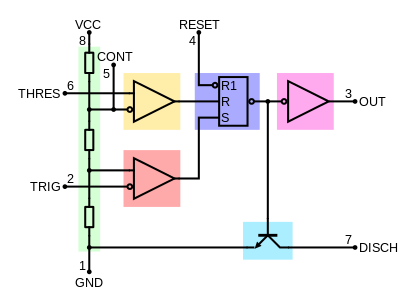 VCC
8
RESET
4
CONT
5
THRES 6
R1
R
S
3 OUT
2
TRIG
7
DISCH
1
GND